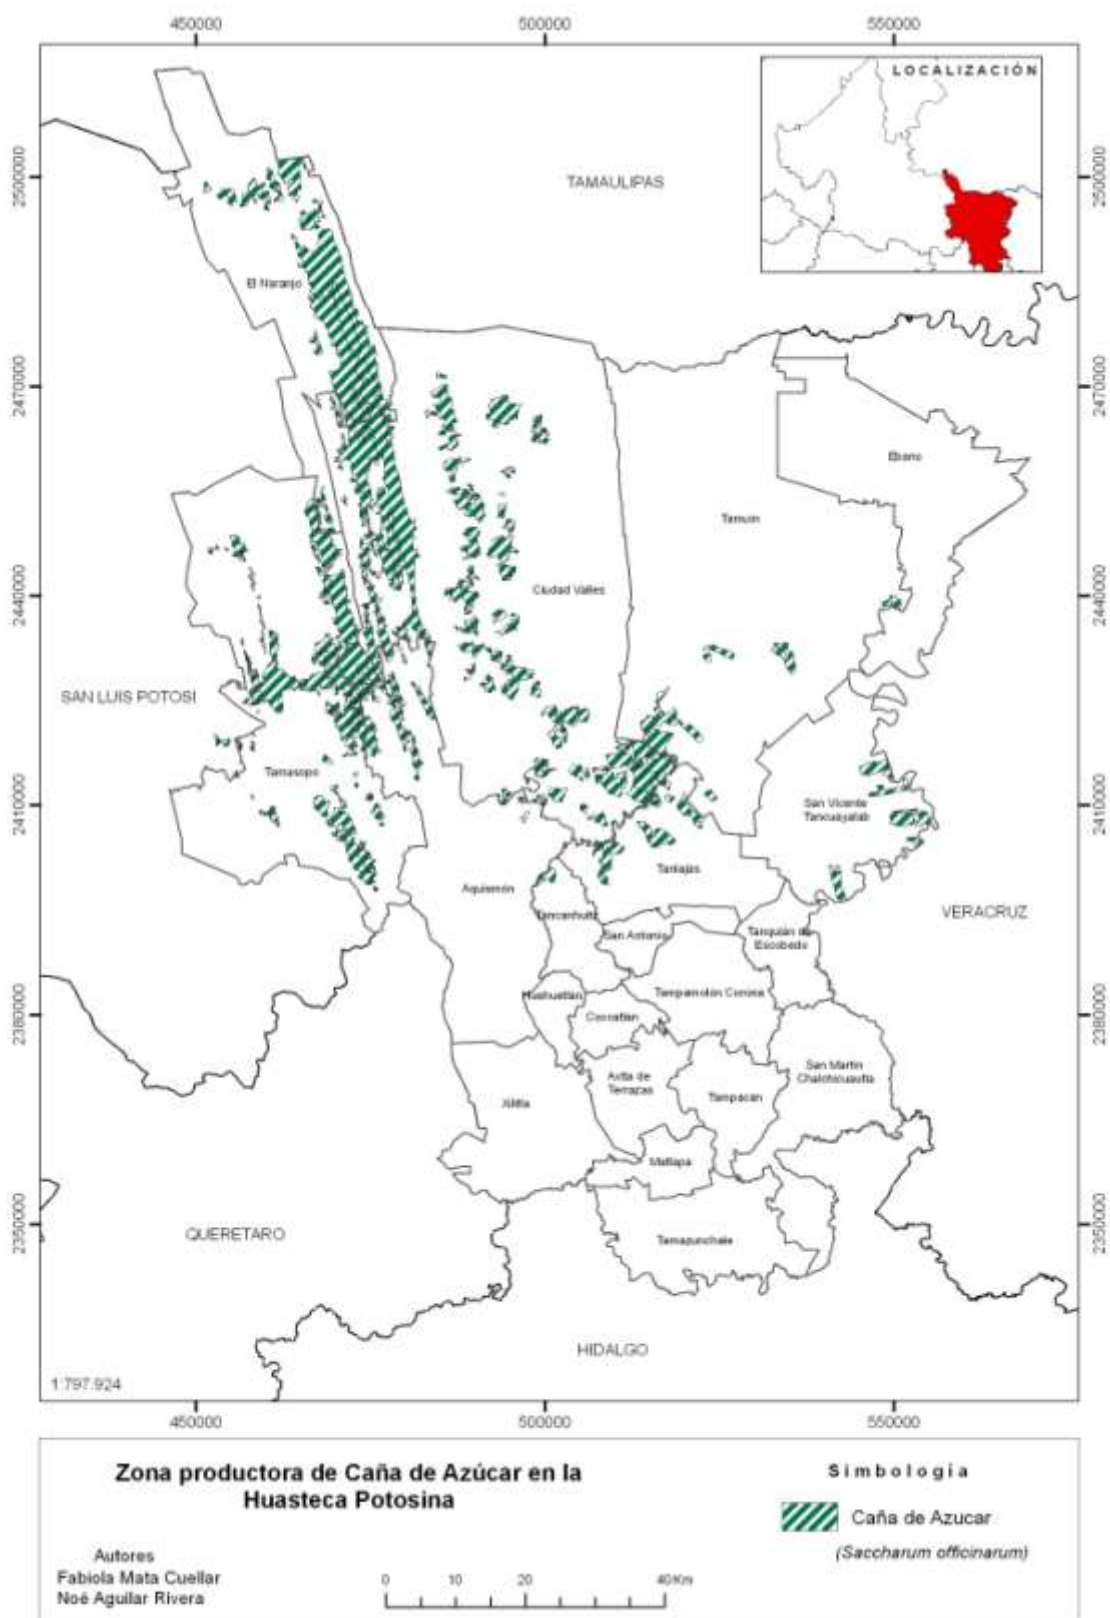 450000
500000
550000
LOCALIZACIÓN
2500000
2500000
TAMAULIPAS
El Naranjo
2470000
2470000
Ebano
Tamuin
2440000
2440000
Ciudad Valles
SAN LUIS POTOSI
Tamasopo
2410000
2410000
San Vicente
Tancuayalab
Tanlajás
Aquismón
VERACRUZ
Tancanhuitz
San Antonio
Tanquián de
Escobedo
Huehuetlán
Tampamolón Corona
2380000
2380000
Coxcatlán
San Martín
Chalchicuautla
Axtla de
Terrazas
Xilitla
Tampacán
Matlapa
2350000
2350000
QUERETARO
Tamazunchale
HIDALGO
1:797.924
450000
500000
550000
Zona productora de Caña de Azúcar en la
Huasteca Potosina
Simbología
Caña de Azucar
(Saccharum officinarum)
Autores
Fabiola Mata Cuellar
Noé Aguilar Rivera
0 10 20 40 Km